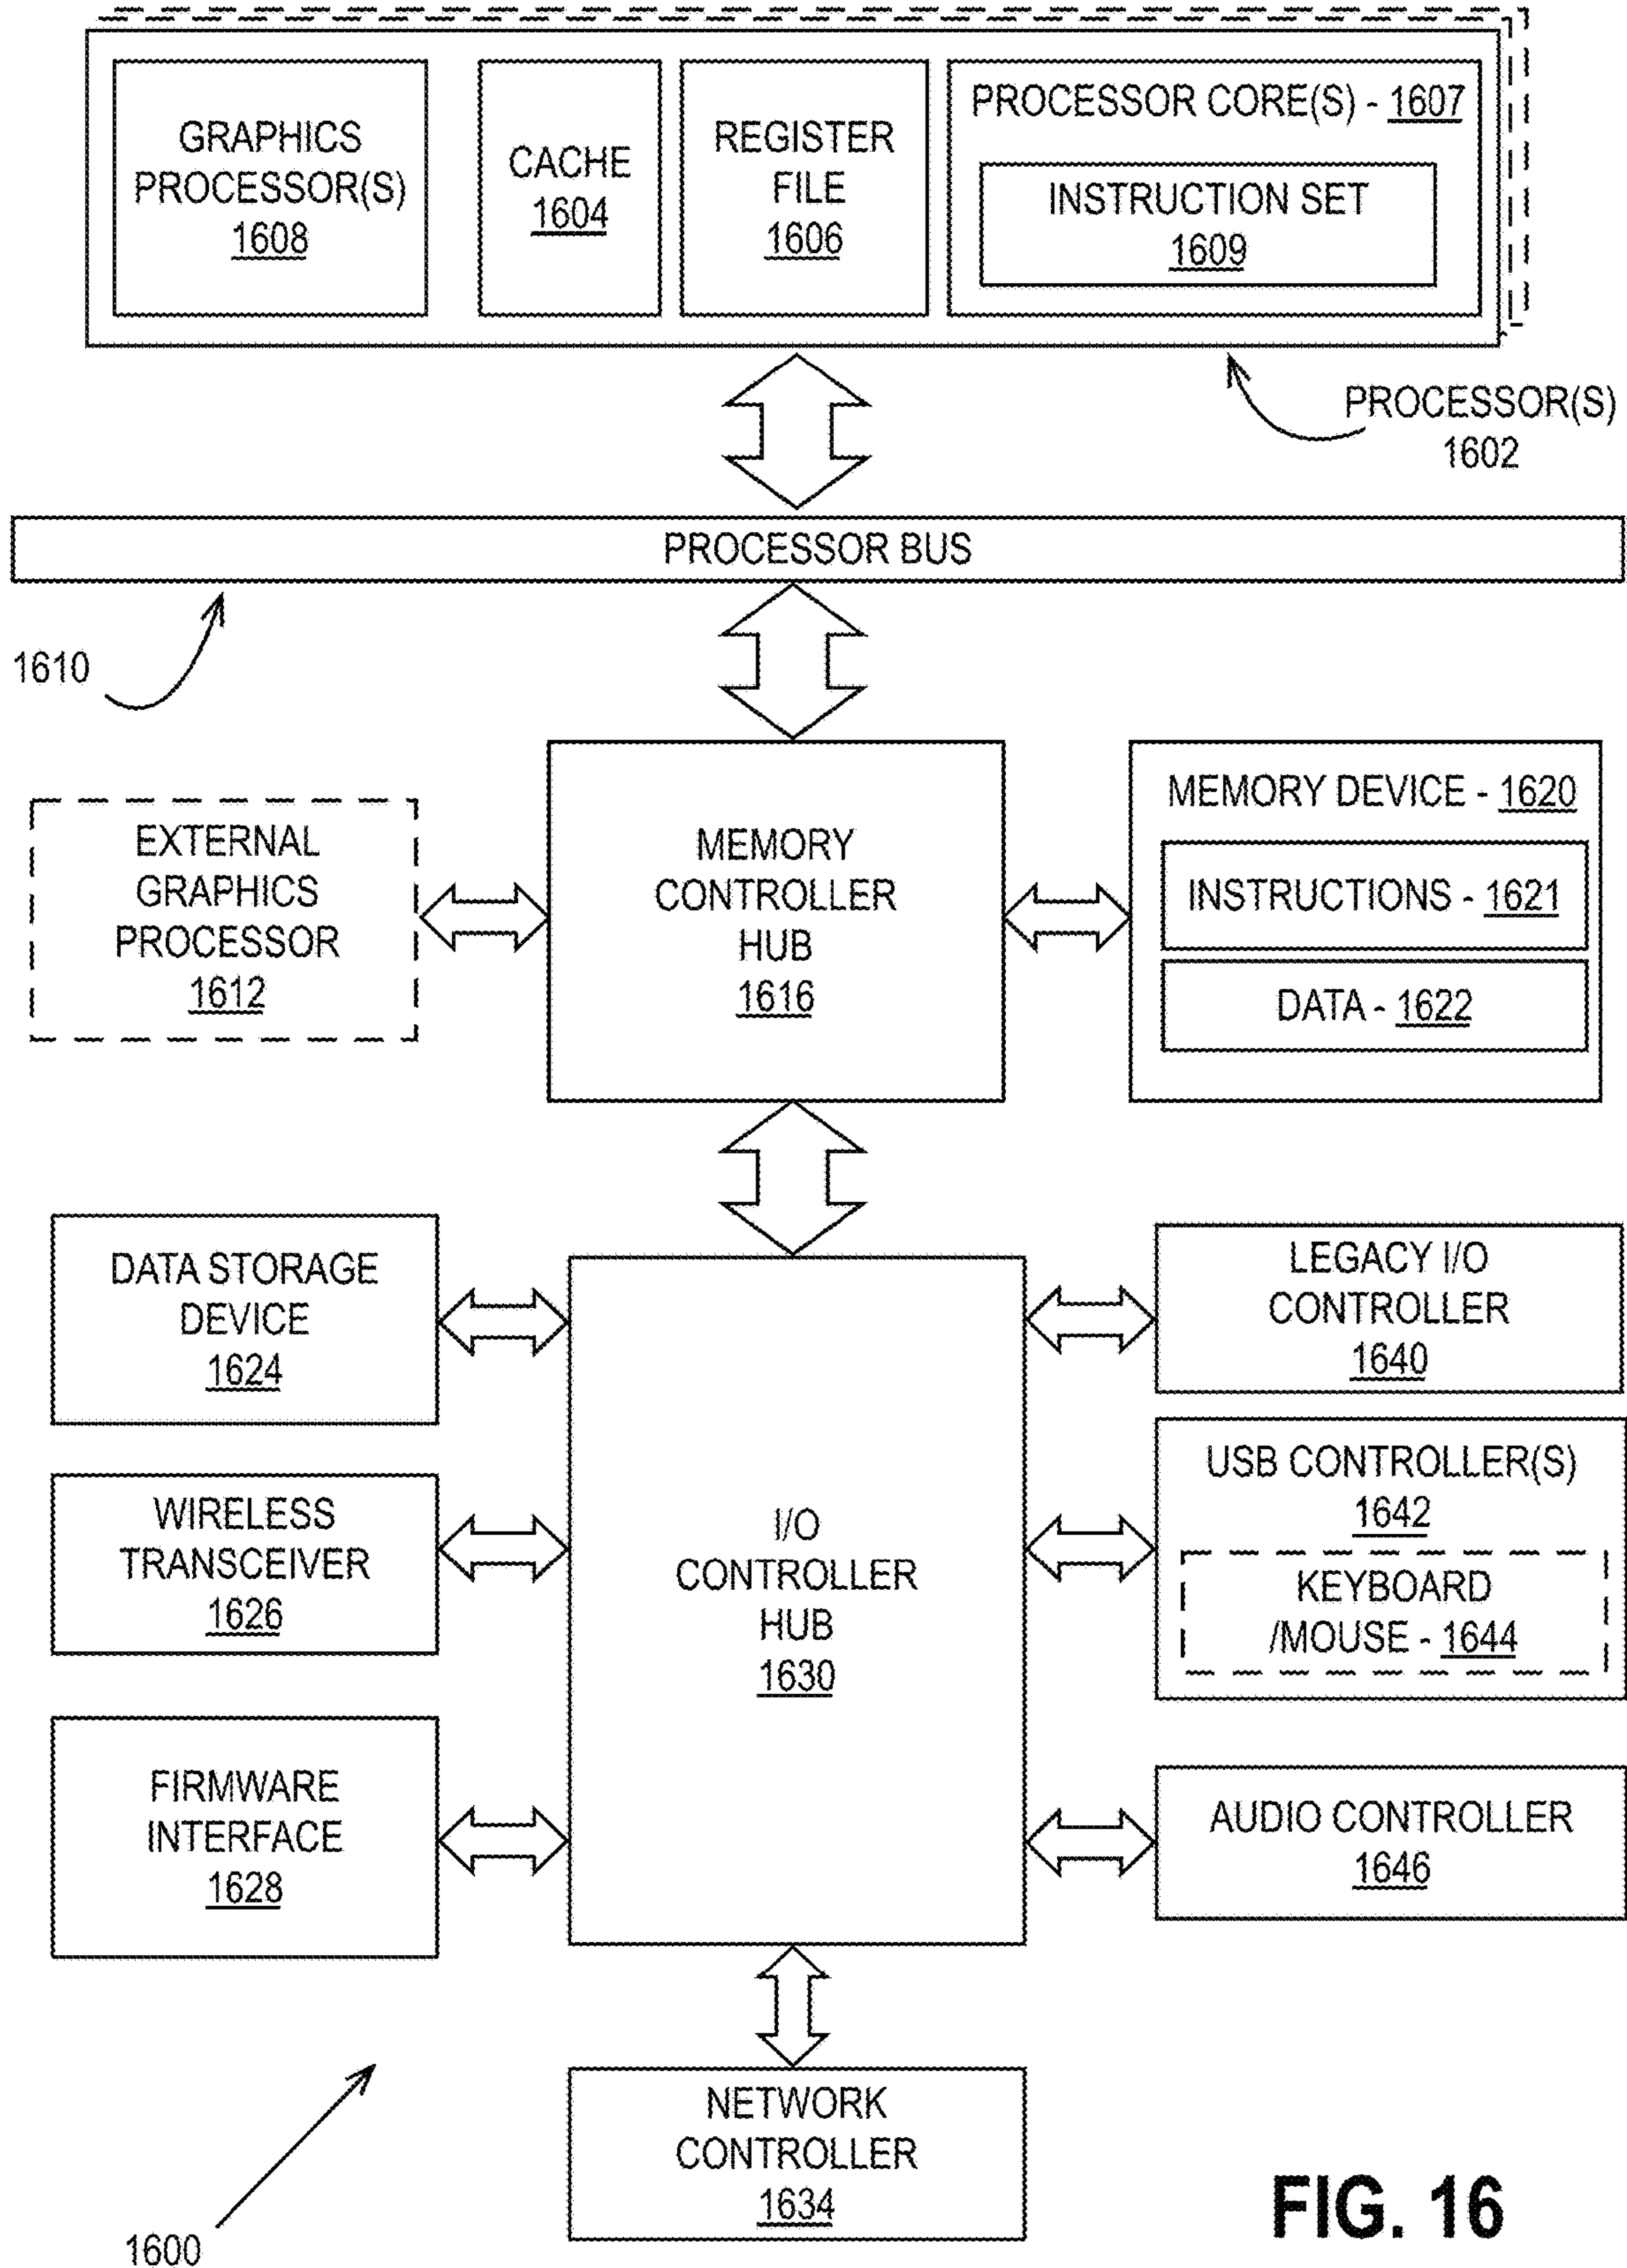 GRAPHICS
PROCESSOR(S)
1608
CACHE
1604
REGISTER
FILE
1606
PROCESSOR CORE(S) - 1607
INSTRUCTION SET
1609
PROCESSOR(S)
1602
PROCESSOR BUS
1610
EXTERNAL
GRAPHICS
PROCESSOR
1612
MEMORY
CONTROLLER
HUB
1616
MEMORY DEVICE - 1620
INSTRUCTIONS - 1621
DATA - 1622
DATA STORAGE
DEVICE
1624
WIRELESS
TRANSCEIVER
1626
FIRMWARE
INTERFACE
1628
I/O
CONTROLLER
HUB
1630
LEGACY I/O
CONTROLLER
1640
USB CONTROLLER(S)
1642
KEYBOARD
/MOUSE - 1644
AUDIO CONTROLLER
1646
NETWORK
CONTROLLER
1634
1600
FIG. 16